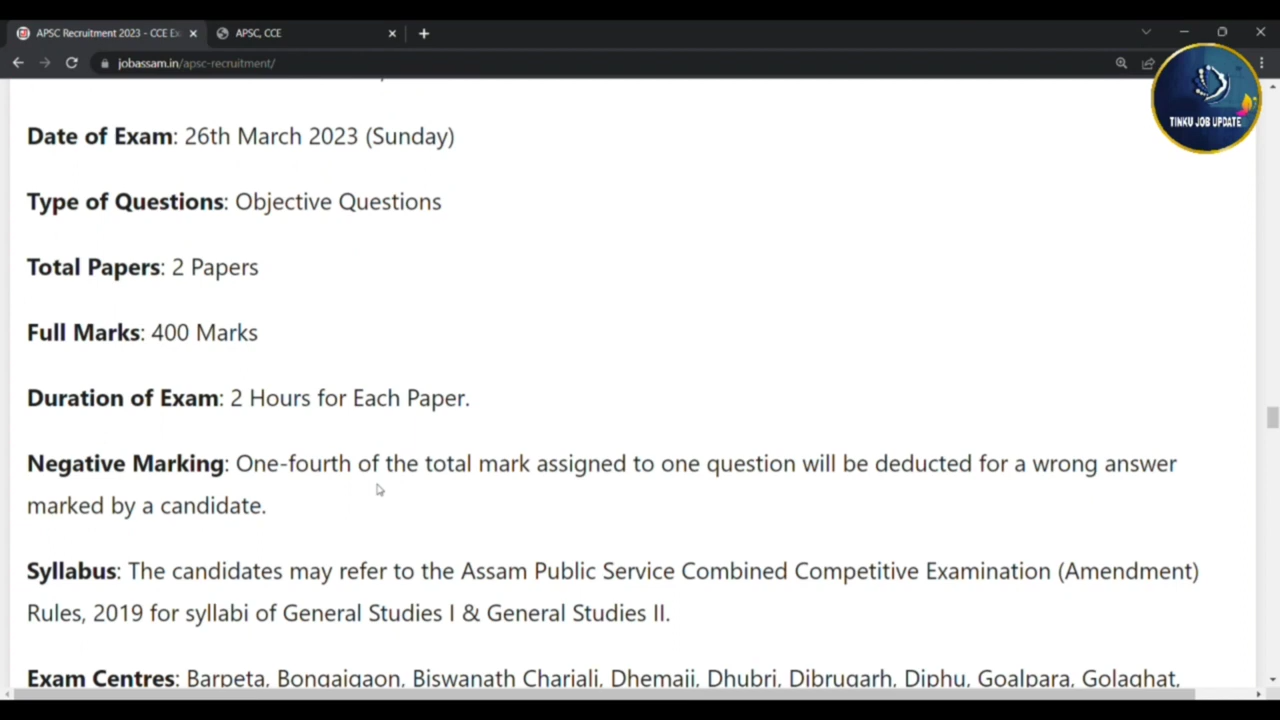 APSC Recruitment 2023 - CCE Ex
APSC, CCE
jobassam.in/apsc-recruitment/
TINKU JOB UPDATE
Date of Exam: 26th March 2023 (Sunday)
Type of Questions: Objective Questions
Total Papers: 2 Papers
Full Marks: 400 Marks
Duration of Exam: 2 Hours for Each Paper.
Negative Marking: One-fourth of the total mark assigned to one question will be deducted for a wrong answer
marked by a candidate.
Syllabus: The candidates may refer to the Assam Public Service Combined Competitive Examination (Amendment)
Rules, 2019 for syllabi of General Studies I & General Studies II.
Exam Centres: Barpeta, Bongaigaon, Biswanath Chariali, Dhemaji, Dhubri, Dibrugarh, Diphu, Goalpara, Golaghat,